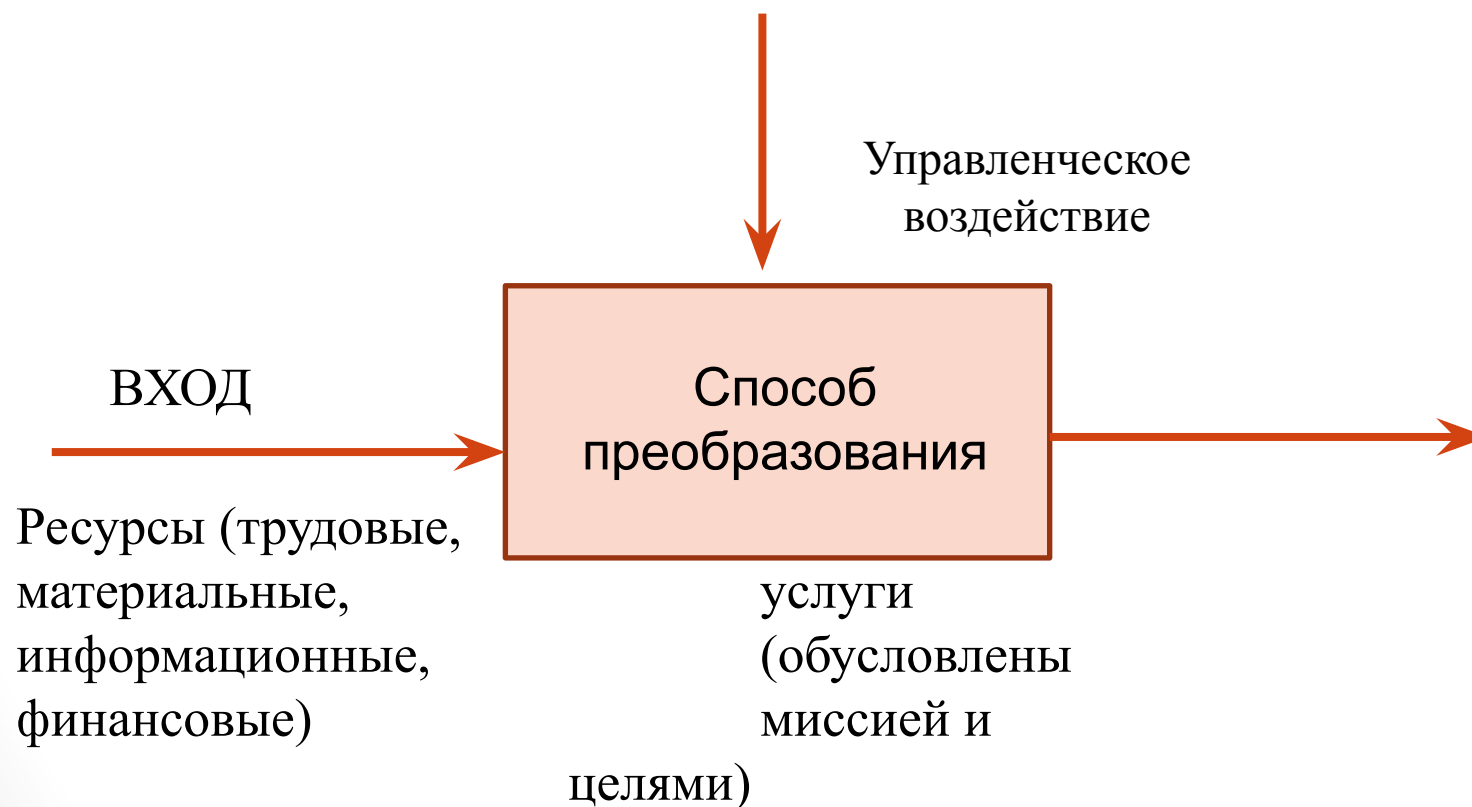 Управленческое
воздействие
ВХОД
Способ
преобразования
Ресурсы (трудовые,
материальные,
информационные,
финансовые)
услуги
(обусловлены
миссией и
целями)